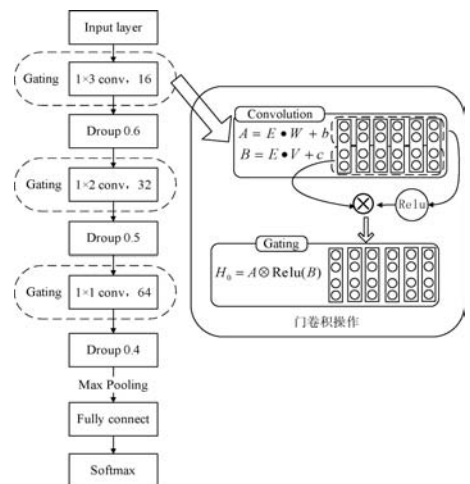 Input layer
Gating
1×3 conv，16
Droup 0.6
Gating
1×2 conv，32
Droup 0.5
Gating
1×1 conv，64
Droup 0.4
Max Pooling
Fully connect
Softmax
Convolution
A = E • W + b
B = E • V + c
⊗
Relu
Gating
H₀ = A ⊗ Relu(B)
门卷积操作